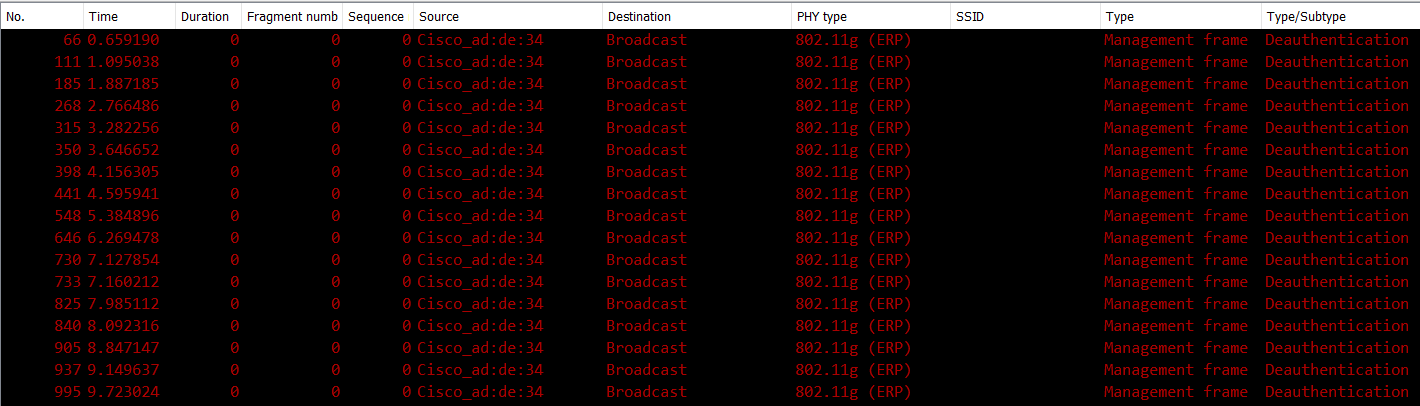 No. Time Duration Fragment numb Sequence Source Destination PHY type SSID Type Type/Subtype
66 0.659190 0 0 0 Cisco_ad:de:34 Broadcast 802.11g (ERP) Management frame Deauthentication
111 1.095038 0 0 0 Cisco_ad:de:34 Broadcast 802.11g (ERP) Management frame Deauthentication
185 1.887185 0 0 0 Cisco_ad:de:34 Broadcast 802.11g (ERP) Management frame Deauthentication
268 2.766486 0 0 0 Cisco_ad:de:34 Broadcast 802.11g (ERP) Management frame Deauthentication
315 3.282256 0 0 0 Cisco_ad:de:34 Broadcast 802.11g (ERP) Management frame Deauthentication
350 3.646652 0 0 0 Cisco_ad:de:34 Broadcast 802.11g (ERP) Management frame Deauthentication
398 4.156305 0 0 0 Cisco_ad:de:34 Broadcast 802.11g (ERP) Management frame Deauthentication
441 4.595941 0 0 0 Cisco_ad:de:34 Broadcast 802.11g (ERP) Management frame Deauthentication
548 5.384896 0 0 0 Cisco_ad:de:34 Broadcast 802.11g (ERP) Management frame Deauthentication
646 6.269478 0 0 0 Cisco_ad:de:34 Broadcast 802.11g (ERP) Management frame Deauthentication
730 7.127854 0 0 0 Cisco_ad:de:34 Broadcast 802.11g (ERP) Management frame Deauthentication
733 7.160212 0 0 0 Cisco_ad:de:34 Broadcast 802.11g (ERP) Management frame Deauthentication
825 7.985112 0 0 0 Cisco_ad:de:34 Broadcast 802.11g (ERP) Management frame Deauthentication
840 8.092316 0 0 0 Cisco_ad:de:34 Broadcast 802.11g (ERP) Management frame Deauthentication
905 8.847147 0 0 0 Cisco_ad:de:34 Broadcast 802.11g (ERP) Management frame Deauthentication
937 9.149637 0 0 0 Cisco_ad:de:34 Broadcast 802.11g (ERP) Management frame Deauthentication
995 9.723024 0 0 0 Cisco_ad:de:34 Broadcast 802.11g (ERP) Management frame Deauthentication